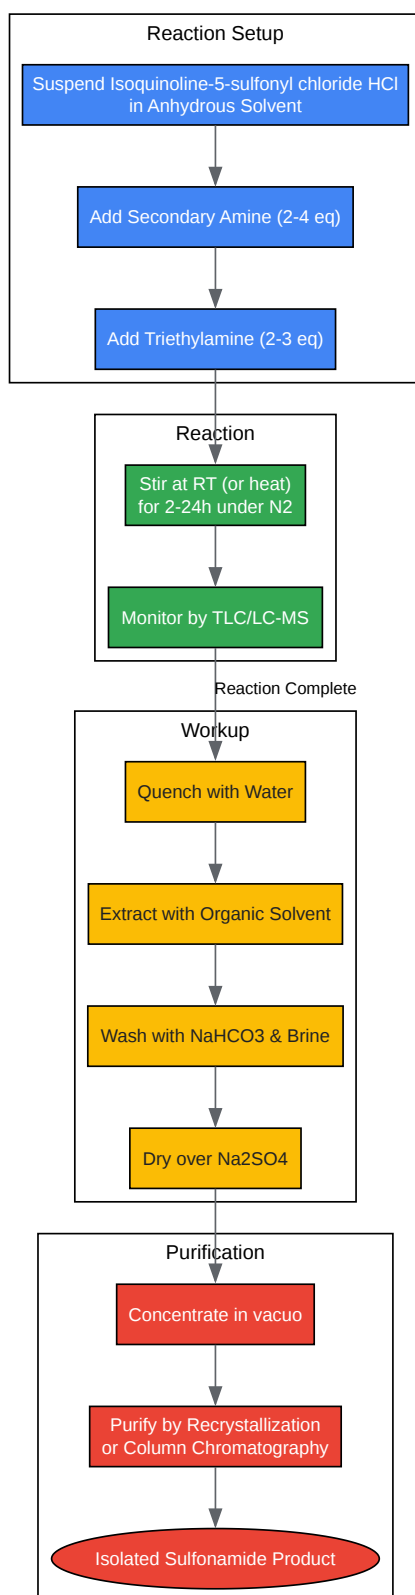 Reaction Setup
Suspend Isoquinoline-5-sulfonyl chloride HCl
in Anhydrous Solvent
Add Secondary Amine (2-4 eq)
Add Triethylamine (2-3 eq)
Reaction
Stir at RT (or heat)
for 2-24h under N2
Monitor by TLC/LC-MS
Reaction Complete
Workup
Quench with Water
Extract with Organic Solvent
Wash with NaHCO3 & Brine
Dry over Na2SO4
Purification
Concentrate in vacuo
Purify by Recrystallization
or Column Chromatography
Isolated Sulfonamide Product